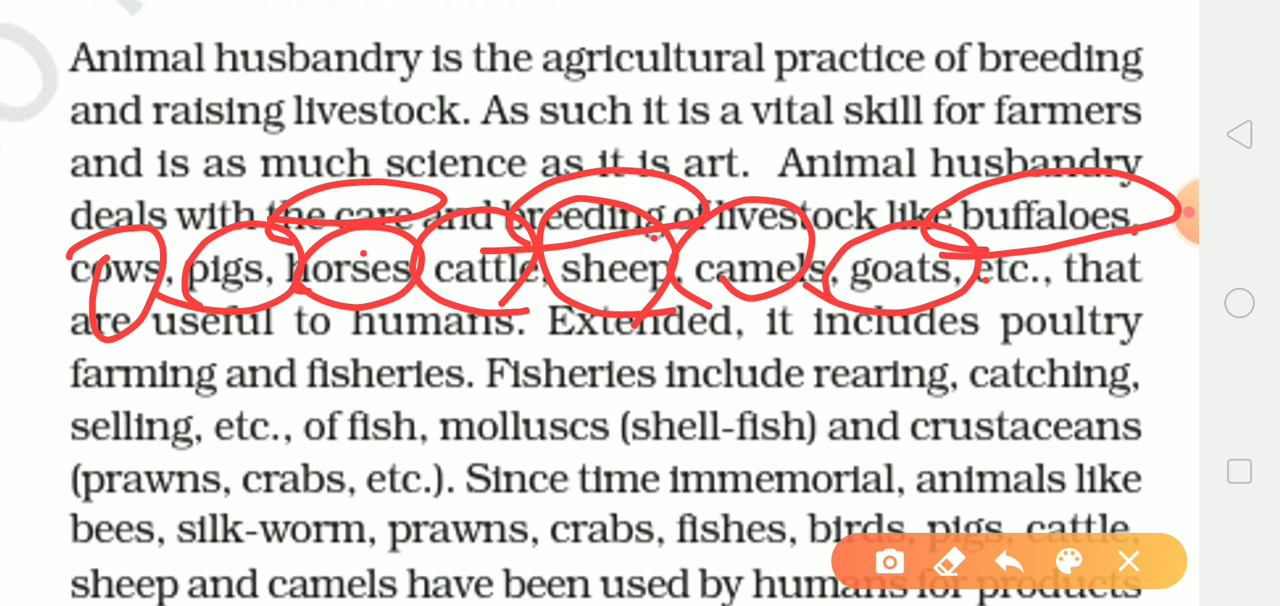 Animal husbandry is the agricultural practice of breeding
and raising livestock. As such it is a vital skill for farmers
and is as much science as it is art. Animal husbandry
deals with the care and breeding of livestock like buffaloes,
cows, pigs, horses, cattle, sheep, camels, goats, etc., that
are useful to humans. Extended, it includes poultry
farming and fisheries. Fisheries include rearing, catching,
selling, etc., of fish, molluscs (shell-fish) and crustaceans
(prawns, crabs, etc.). Since time immemorial, animals like
bees, silk-worm, prawns, crabs, fishes, birds, pigs, cattle,
sheep and camels have been used by humans for products